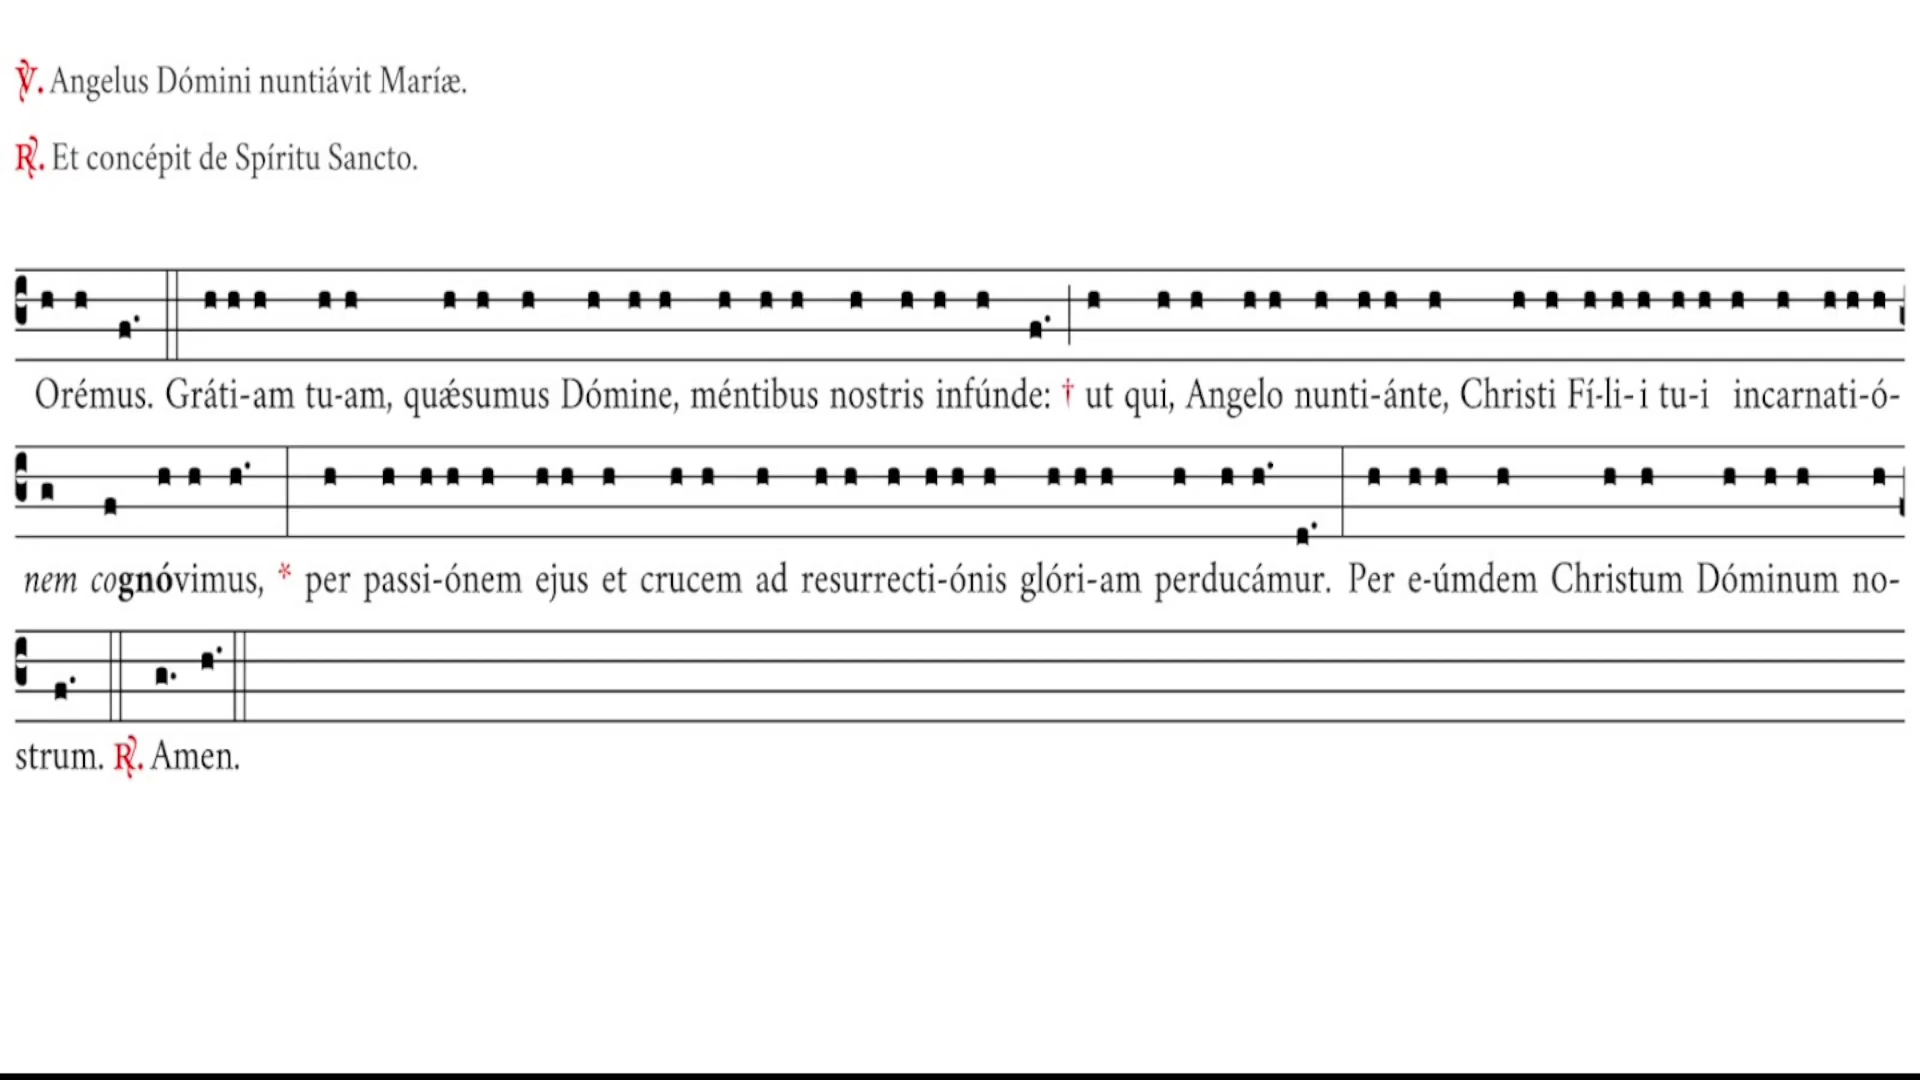 ℣. Angelus Dómini nuntiávit Maríæ.
℟. Et concépit de Spíritu Sancto.
Orémus. Gráti-am tu-am, quǽsumus Dómine, méntibus nostris infúnde: † ut qui, Angelo nunti-ánte, Christi Fí-li-i tu-i incarnati-ó-
nem cognóvimus, * per passi-ónem ejus et crucem ad resurrecti-ónis glóri-am perducámur. Per e-úmdem Christum Dóminum no-
strum. ℟. Amen.